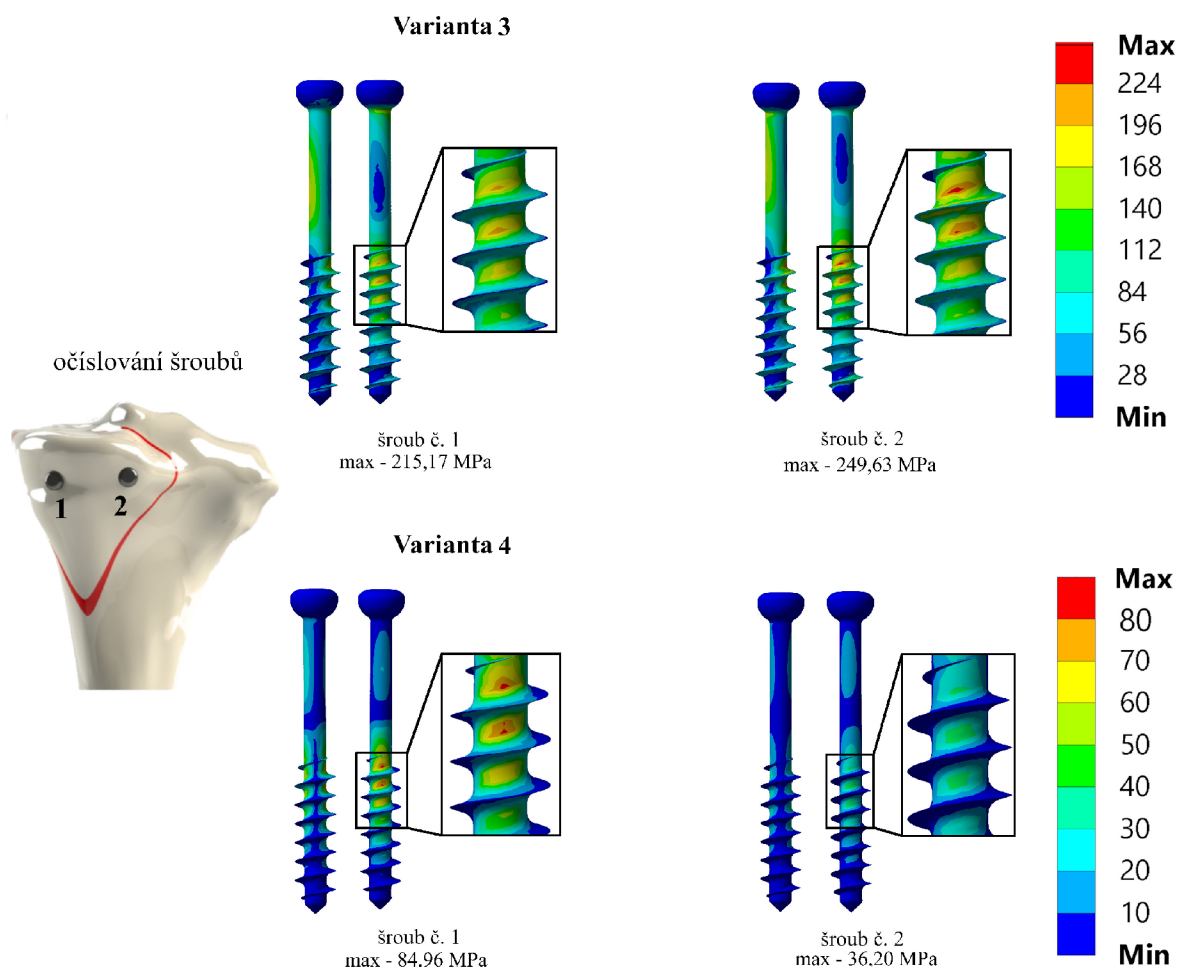 Varianta 3
Max
224
196
168
140
112
84
56
28
Min
šroub č. 1
max - 215,17 MPa
šroub č. 2
max - 249,63 MPa
očíslování šroubů
1
2
Varianta 4
Max
80
70
60
50
40
30
20
10
Min
šroub č. 1
max - 84,96 MPa
šroub č. 2
max - 36,20 MPa